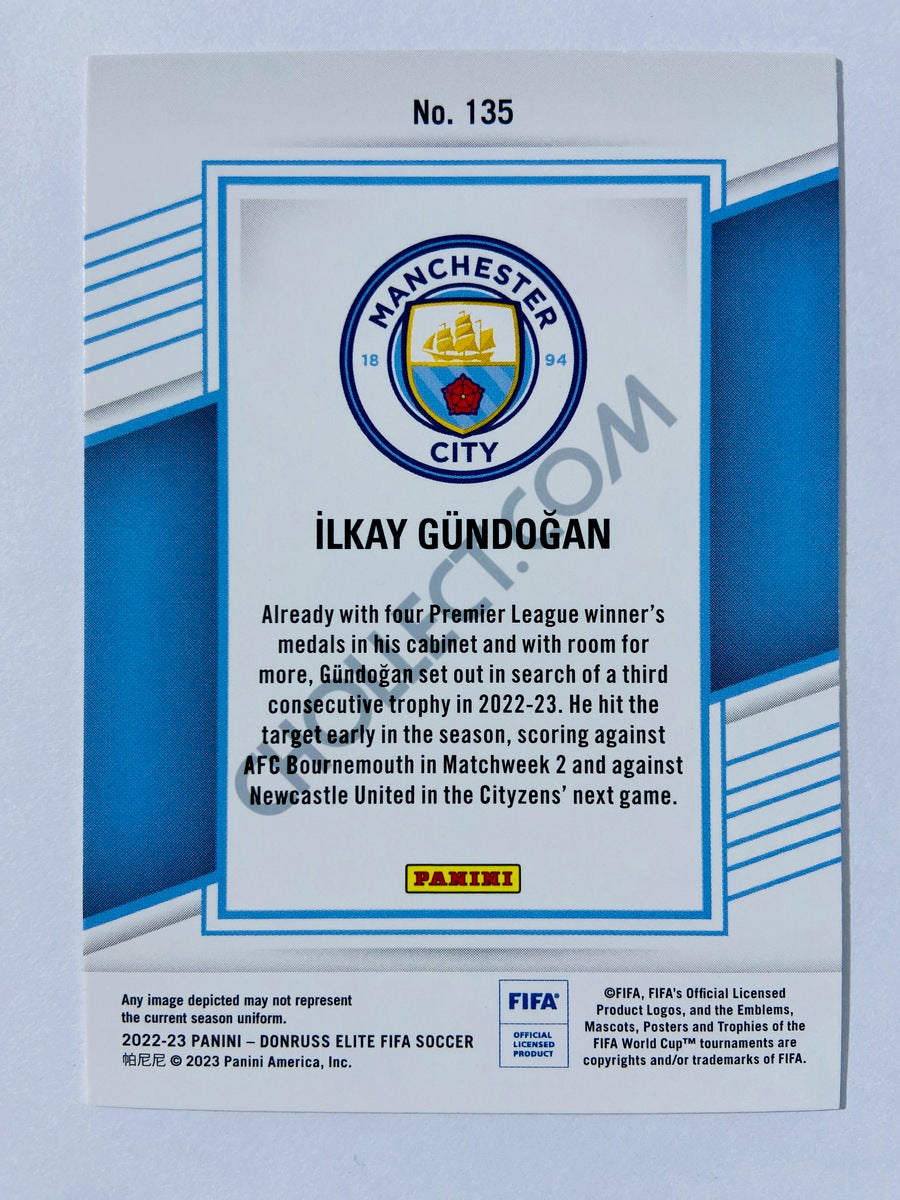 No. 135
MANCHESTER
18 94
CITY
İLKAY GÜNDOĞAN
Already with four Premier League winner's
medals in his cabinet and with room for
more, Gündoğan set out in search of a third
consecutive trophy in 2022-23. He hit the
target early in the season, scoring against
AFC Bournemouth in Matchweek 2 and against
Newcastle United in the Cityzens' next game.
CHOLLECT.COM
PANINI
Any image depicted may not represent
the current season uniform.
2022-23 PANINI – DONRUSS ELITE FIFA SOCCER
帕尼尼 © 2023 Panini America, Inc.
FIFA®
OFFICIAL
LICENSED
PRODUCT
©FIFA, FIFA's Official Licensed
Product Logos, and the Emblems,
Mascots, Posters and Trophies of the
FIFA World Cup™ tournaments are
copyrights and/or trademarks of FIFA.